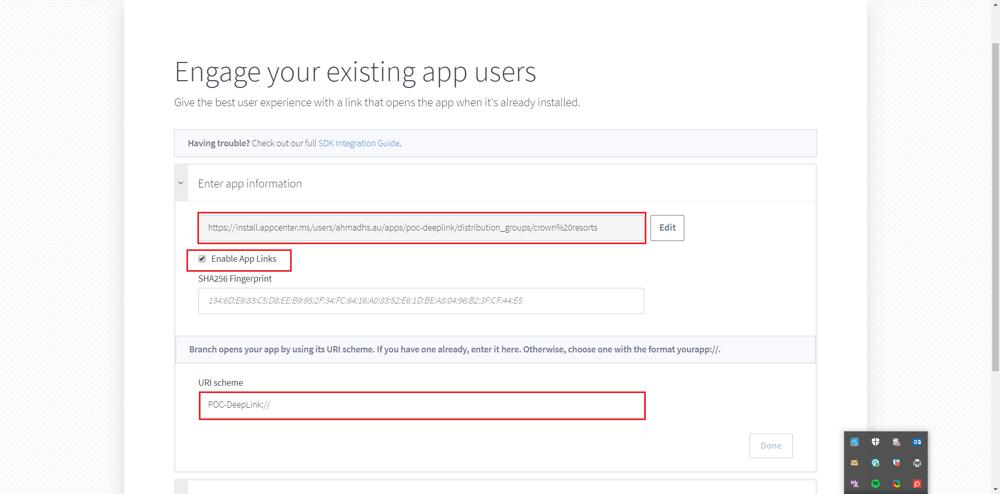 Engage your existing app users
Give the best user experience with a link that opens the app when it's already installed.
Having trouble? Check out our full SDK Integration Guide.
Enter app information
https://install.appcenter.ms/users/ahmadhs.au/apps/poc-deeplink/distribution_groups/crown%20resorts
Edit
Enable App Links
SHA256 Fingerprint
134:6D:E9:83:C5:D8:EE:B9:95:2F:34:FC:64:16:A0:83:52:E6:1D:BE:A8:04:96:B2:3F:CF:44:E5
Branch opens your app by using its URI scheme. If you have one already, enter it here. Otherwise, choose one with the format yourapp://.
URI scheme
POC-DeepLink://
Done